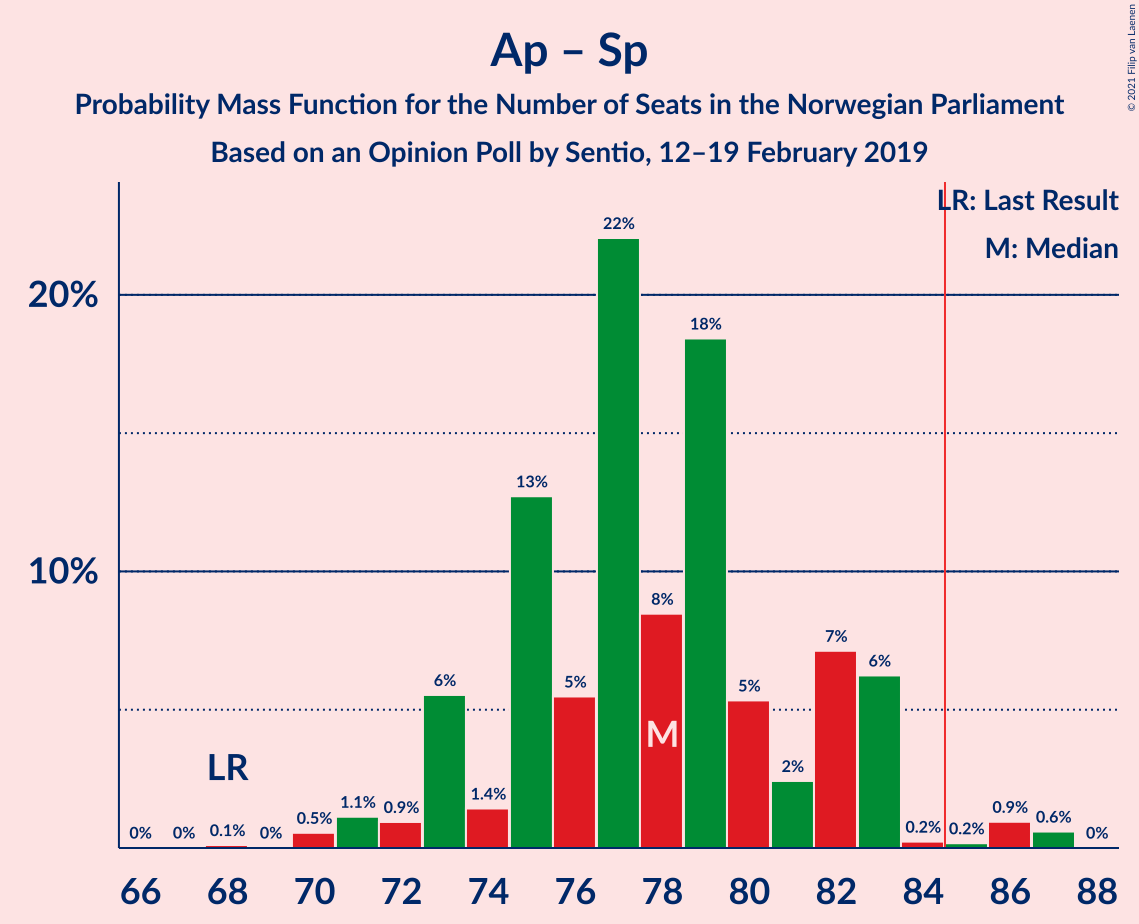 Ap – Sp
Probability Mass Function for the Number of Seats in the Norwegian Parliament
Based on an Opinion Poll by Sentio, 12–19 February 2019
© 2021 Filip van Laenen
LR: Last Result
M: Median
20%
10%
0%
0%
0.1%
0%
0.5%
1.1%
0.9%
6%
1.4%
13%
5%
22%
8%
18%
5%
2%
7%
6%
0.2%
0.2%
0.9%
0.6%
0%
LR
M
66 68 70 72 74 76 78 80 82 84 86 88